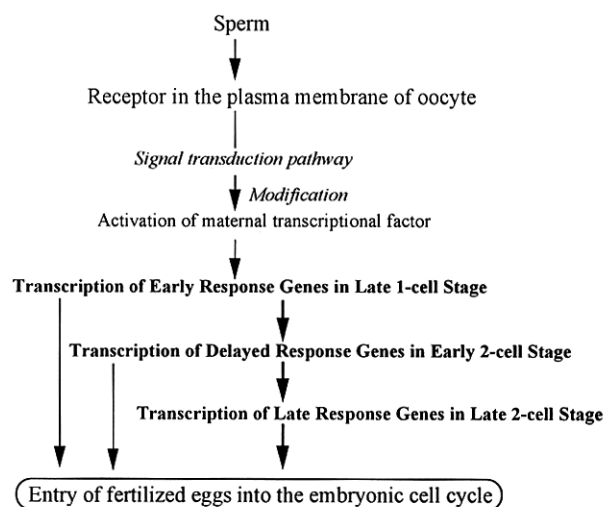 Sperm
Receptor in the plasma membrane of oocyte
Signal transduction pathway
Modification
Activation of maternal transcriptional factor
Transcription of Early Response Genes in Late 1-cell Stage
Transcription of Delayed Response Genes in Early 2-cell Stage
Transcription of Late Response Genes in Late 2-cell Stage
Entry of fertilized eggs into the embryonic cell cycle